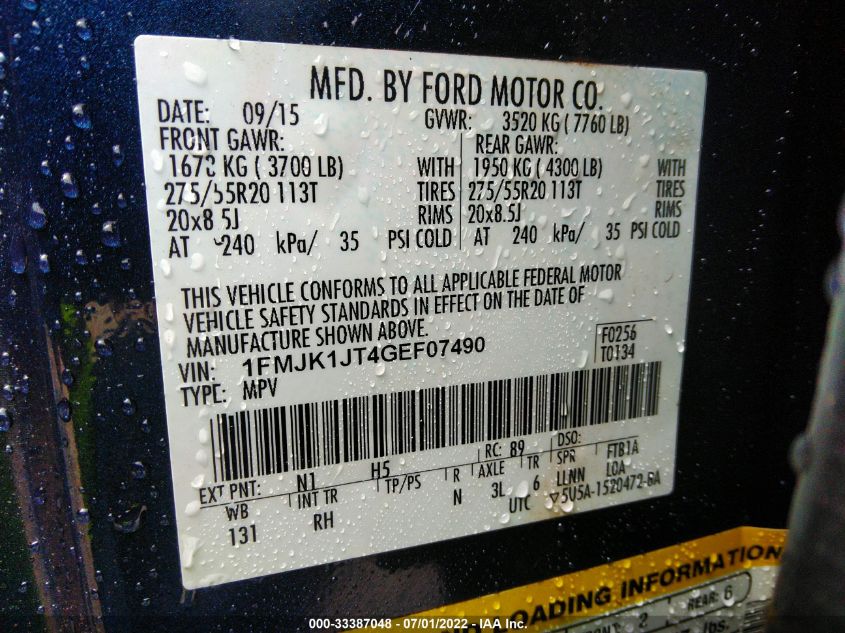 MFD. BY FORD MOTOR CO.
DATE: 09/15 GVWR: 3520 KG ( 7760 LB)
FRONT GAWR: REAR GAWR:
1678 KG ( 3700 LB) WITH 1950 KG ( 4300 LB) WITH
275/55R20 113T TIRES 275/55R20 113T TIRES
20x8.5J RIMS 20x8.5J RIMS
AT 240 kPa/ 35 PSI COLD AT 240 kPa/ 35 PSI COLD
THIS VEHICLE CONFORMS TO ALL APPLICABLE FEDERAL MOTOR
VEHICLE SAFETY STANDARDS IN EFFECT ON THE DATE OF
MANUFACTURE SHOWN ABOVE.
VIN: 1FMJK1JT4GEF07490 F0256
TYPE: MPV T0134
EXT PNT: N1 H5 RC: 89 DSO:
WB INT TR TP/PS R AXLE TR SPR FTB1A
131 RH N 3L 6 LLNN LOA
UTC ▽5U5A-1520472-BA
ND LOADING INFORMATION
2 REAR: 6
lbs.
000-33387048 - 07/01/2022 - IAA Inc.